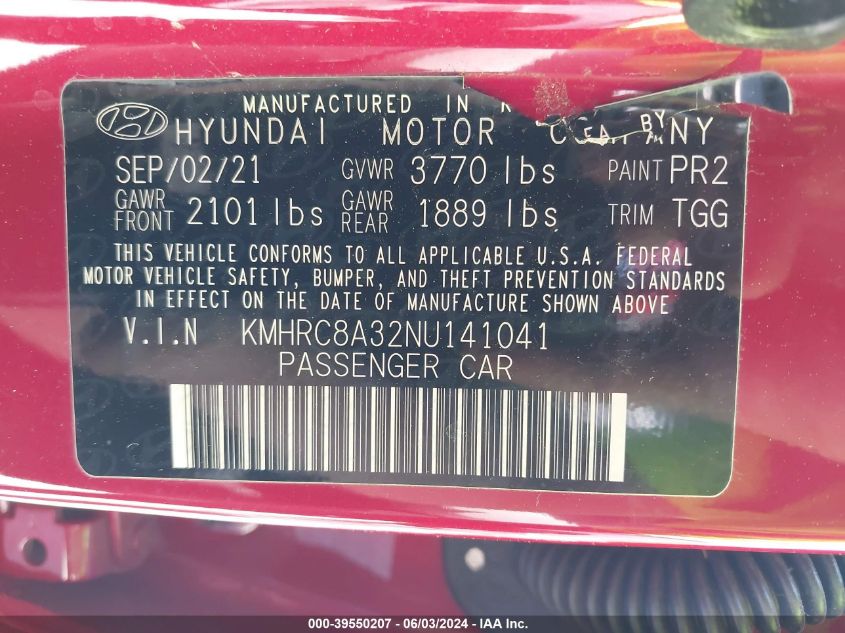 MANUFACTURED IN
BY
HYUNDAI MOTOR
SEP/02/21 GVWR 3770 lbs PAINT PR2
GAWR FRONT 2101 lbs GAWR REAR 1889 lbs TRIM TGG
THIS VEHICLE CONFORMS TO ALL APPLICABLE U.S.A. FEDERAL
MOTOR VEHICLE SAFETY, BUMPER, AND THEFT PREVENTION STANDARDS
IN EFFECT ON THE DATE OF MANUFACTURE SHOWN ABOVE
V.I.N KMHRC8A32NU141041
PASSENGER CAR
000-39550207 - 06/03/2024 - IAA, Inc.